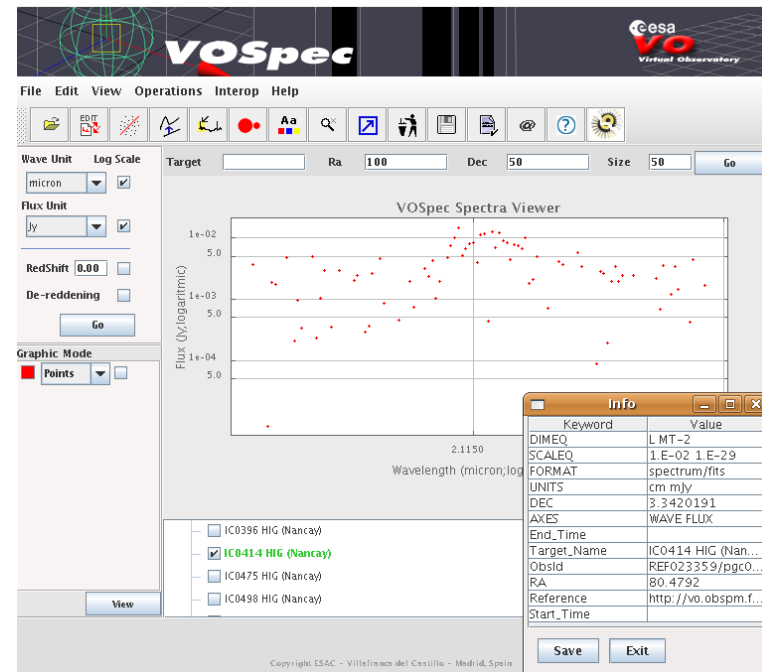 VOSpec
esa
VO
Virtual Observatory
File Edit View Operations Interop Help
EDIT
Aa
@
?
Wave Unit Log Scale
micron
Flux Unit
Jy
RedShift 0.00
De-reddening
Go
Graphic Mode
Points
View
Target Ra 100 Dec 50 Size 50 Go
VOSpec Spectra Viewer
Flux (Jy;logaritmic)
1e-02
5.0
1e-03
5.0
1e-04
5.0
2.1150
Wavelength (micron;log
IC0396 HIG (Nancay)
IC0414 HIG (Nancay)
IC0475 HIG (Nancay)
IC0498 HIG (Nancay)
Copyright ESAC - Villafranca del Castillo - Madrid, Spain
Info
Keyword Value
DIMEQ L MT-2
SCALEQ 1.E-02 1.E-29
FORMAT spectrum/fits
UNITS cm mJy
DEC 3.3420191
AXES WAVE FLUX
End_Time
Target_Name IC0414 HIG (Nan...
ObsId REF023359/pgc0...
RA 80.4792
Reference http://vo.obspm.f...
Start_Time
Save Exit